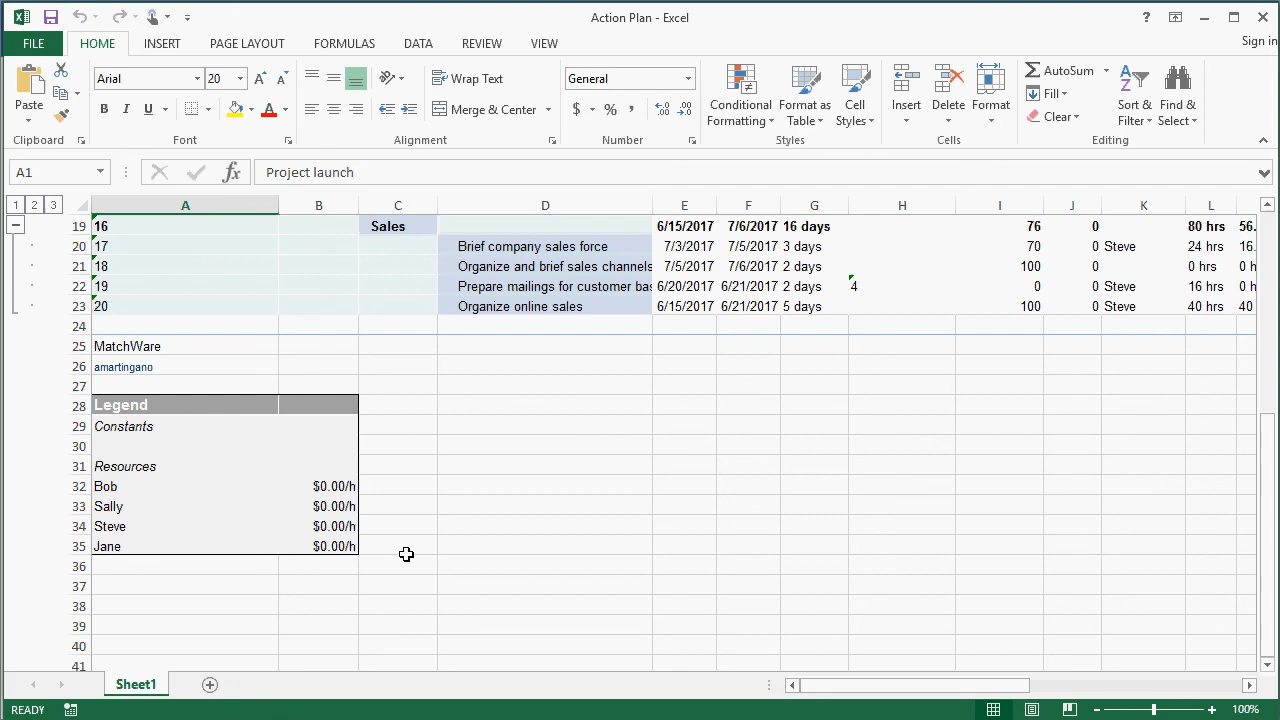 Action Plan - Excel
?
FILE HOME INSERT PAGE LAYOUT FORMULAS DATA REVIEW VIEW Sign in
Paste
Clipboard
Arial 20
B I U
Font
Wrap Text
Merge & Center
Alignment
General
$ % ,
Number
Conditional Formatting
Format as Table
Cell Styles
Styles
Insert Delete Format
Cells
AutoSum
Fill
Clear
Sort & Filter
Find & Select
Editing
A1 fx Project launch
1 2 3 A B C D E F G H I J K L
19 16 Sales 6/15/2017 7/6/2017 16 days 76 0 80 hrs 56.
20 17 Brief company sales force 7/3/2017 7/5/2017 3 days 70 0 Steve 24 hrs 16.
21 18 Organize and brief sales channels 7/5/2017 7/6/2017 2 days 100 0 0 hrs 0 h
22 19 Prepare mailings for customer bas 6/20/2017 6/21/2017 2 days 4 0 0 Steve 16 hrs 0 h
23 20 Organize online sales 6/15/2017 6/21/2017 5 days 100 0 Steve 40 hrs 40
24
25 MatchWare
26 amartingano
27
28 Legend
29 Constants
30
31 Resources
32 Bob $0.00/h
33 Sally $0.00/h
34 Steve $0.00/h
35 Jane $0.00/h
36
37
38
39
40
41
Sheet1
READY 100%